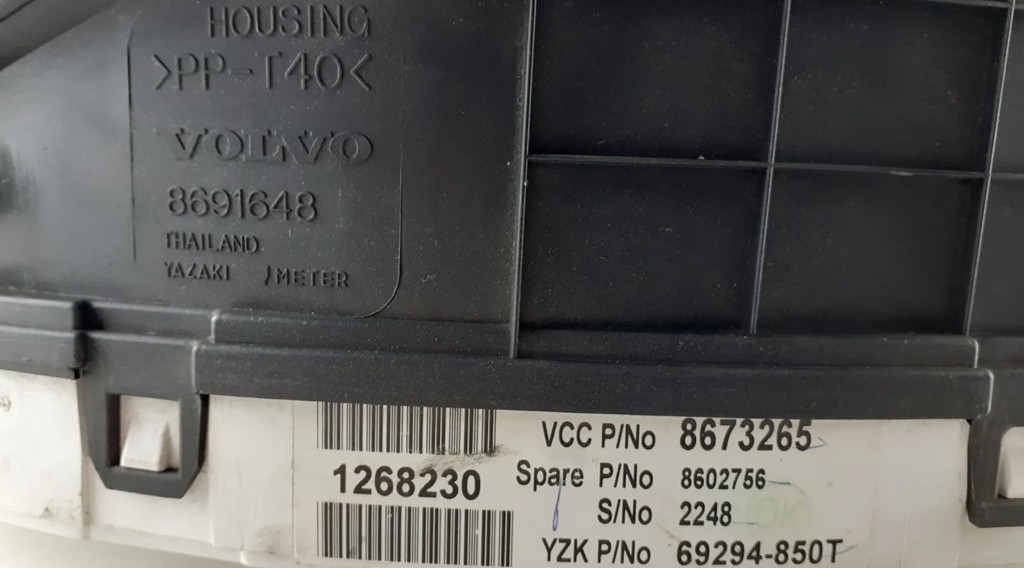 HOUSING
>PP-T40<
VOLVO
8691648
THAILAND
YAZAKI /METER
1268230
VCC P/No 8673265
Spare P/No 8602756
S/No 2248 OK
YZK P/No 69294-850T